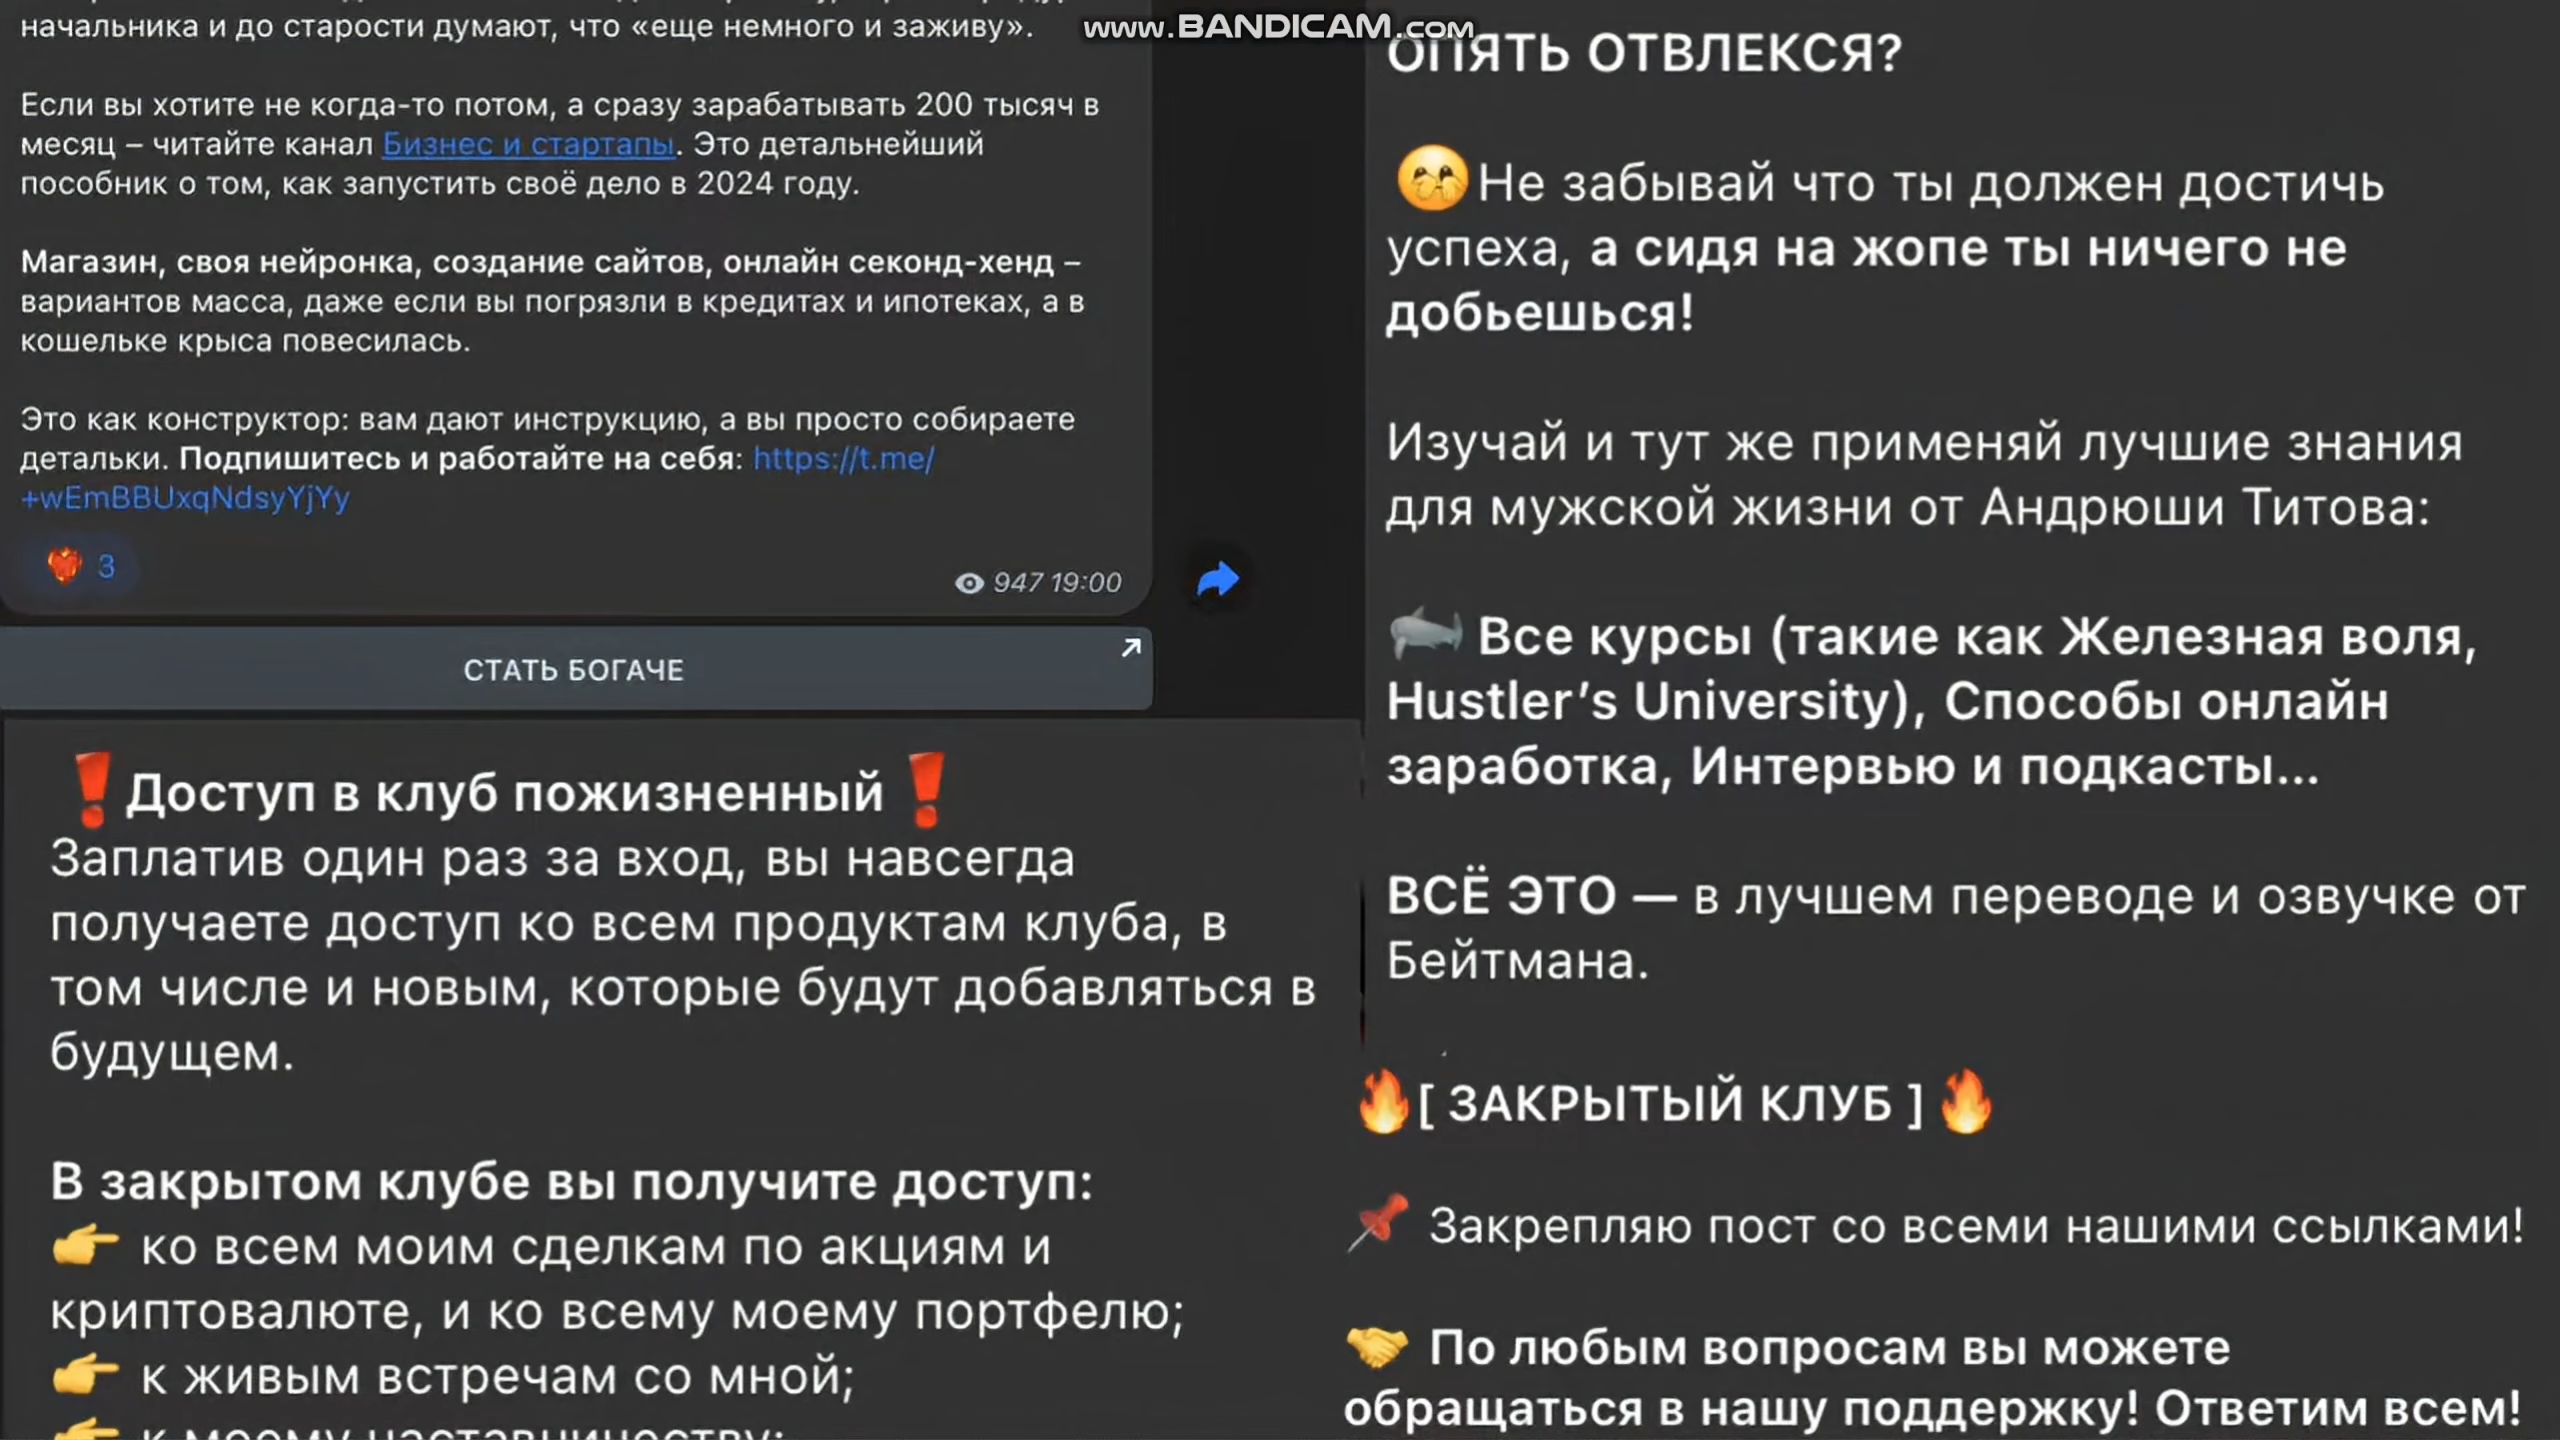 www.BANDICAM.com
начальника и до старости думают, что «еще немного и заживу».
Если вы хотите не когда-то потом, а сразу зарабатывать 200 тысяч в
месяц – читайте канал Бизнес и стартапы. Это детальнейший
пособник о том, как запустить своё дело в 2024 году.
Магазин, своя нейронка, создание сайтов, онлайн секонд-хенд –
вариантов масса, даже если вы погрязли в кредитах и ипотеках, а в
кошельке крыса повесилась.
Это как конструктор: вам дают инструкцию, а вы просто собираете
детальки. Подпишитесь и работайте на себя: https://t.me/
+wEmBBUxqNdsyYjYy
3
947 19:00
СТАТЬ БОГАЧЕ
❗Доступ в клуб пожизненный❗
Заплатив один раз за вход, вы навсегда
получаете доступ ко всем продуктам клуба, в
том числе и новым, которые будут добавляться в
будущем.
В закрытом клубе вы получите доступ:
👉 ко всем моим сделкам по акциям и
криптовалюте, и ко всему моему портфелю;
👉 к живым встречам со мной;
👉 к моему наставничеству;
ОПЯТЬ ОТВЛЕКСЯ?
Не забывай что ты должен достичь
успеха, а сидя на жопе ты ничего не
добьешься!
Изучай и тут же применяй лучшие знания
для мужской жизни от Андрюши Титова:
Все курсы (такие как Железная воля,
Hustler’s University), Способы онлайн
заработка, Интервью и подкасты...
ВСЁ ЭТО — в лучшем переводе и озвучке от
Бейтмана.
🔥[ ЗАКРЫТЫЙ КЛУБ ]🔥
📌 Закрепляю пост со всеми нашими ссылками!
🤝 По любым вопросам вы можете
обращаться в нашу поддержку! Ответим всем!